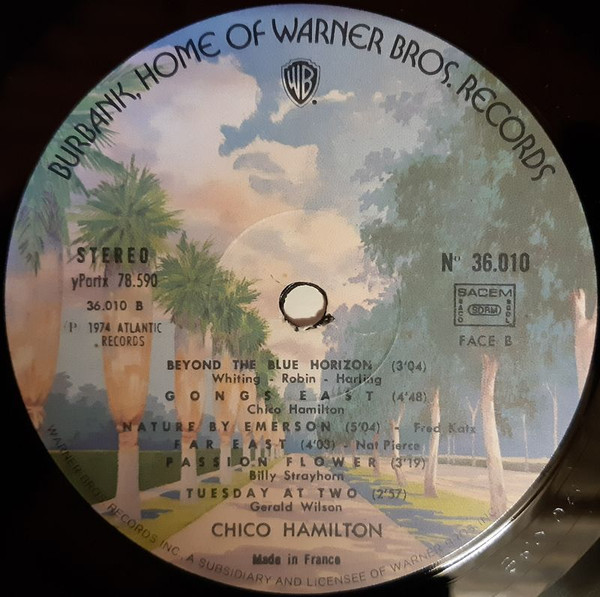 BURBANK, HOME OF WARNER BROS. RECORDS
WB
STEREO
yPartx 78.590
36.010 B
℗ 1974 ATLANTIC
RECORDS
N° 36.010
SACEM
SACD SDRM SGDL
FACE B
BEYOND THE BLUE HORIZON (3'04)
Whiting - Robin - Harling
GONGS EAST (4'48)
Chico Hamilton
NATURE BY EMERSON (5'04) - Fred Katz
FAR EAST (4'03) - Nat Pierce
PASSION FLOWER (3'19)
Billy Strayhorn
TUESDAY AT TWO (2'57)
Gerald Wilson
CHICO HAMILTON
Made in France
WARNER BROS. RECORDS INC., A SUBSIDIARY AND LICENSEE OF WARNER BROS. INC.